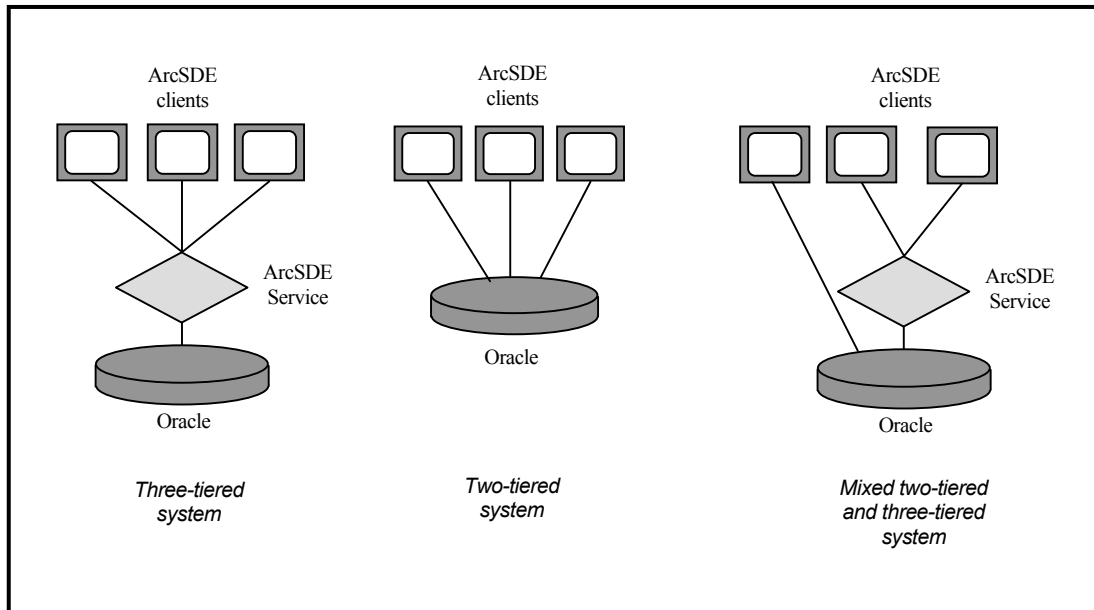 ArcSDE
clients
ArcSDE
Service
Oracle
Three-tiered
system
ArcSDE
clients
Oracle
Two-tiered
system
ArcSDE
clients
ArcSDE
Service
Oracle
Mixed two-tiered
and three-tiered
system